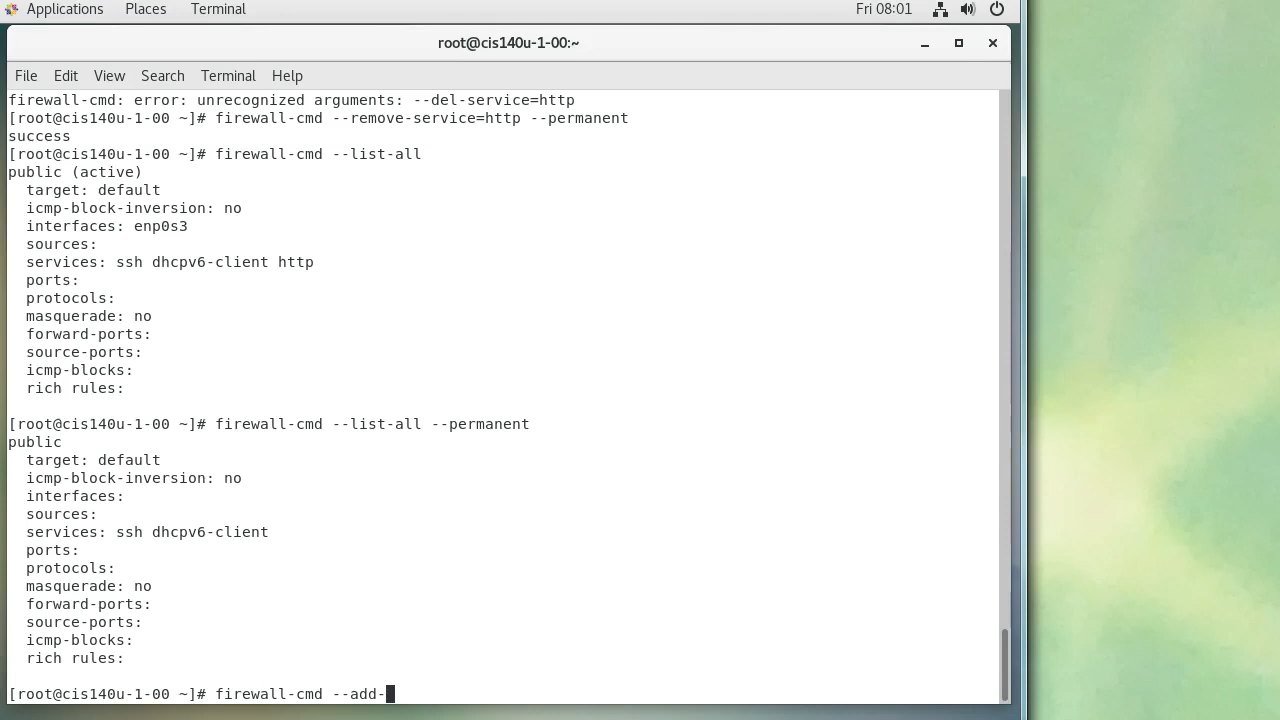 Applications Places Terminal Fri 08:01
root@cis140u-1-00:~
File Edit View Search Terminal Help
firewall-cmd: error: unrecognized arguments: --del-service=http
[root@cis140u-1-00 ~]# firewall-cmd --remove-service=http --permanent
success
[root@cis140u-1-00 ~]# firewall-cmd --list-all
public (active)
  target: default
  icmp-block-inversion: no
  interfaces: enp0s3
  sources:
  services: ssh dhcpv6-client http
  ports:
  protocols:
  masquerade: no
  forward-ports:
  source-ports:
  icmp-blocks:
  rich rules:

[root@cis140u-1-00 ~]# firewall-cmd --list-all --permanent
public
  target: default
  icmp-block-inversion: no
  interfaces:
  sources:
  services: ssh dhcpv6-client
  ports:
  protocols:
  masquerade: no
  forward-ports:
  source-ports:
  icmp-blocks:
  rich rules:

[root@cis140u-1-00 ~]# firewall-cmd --add-